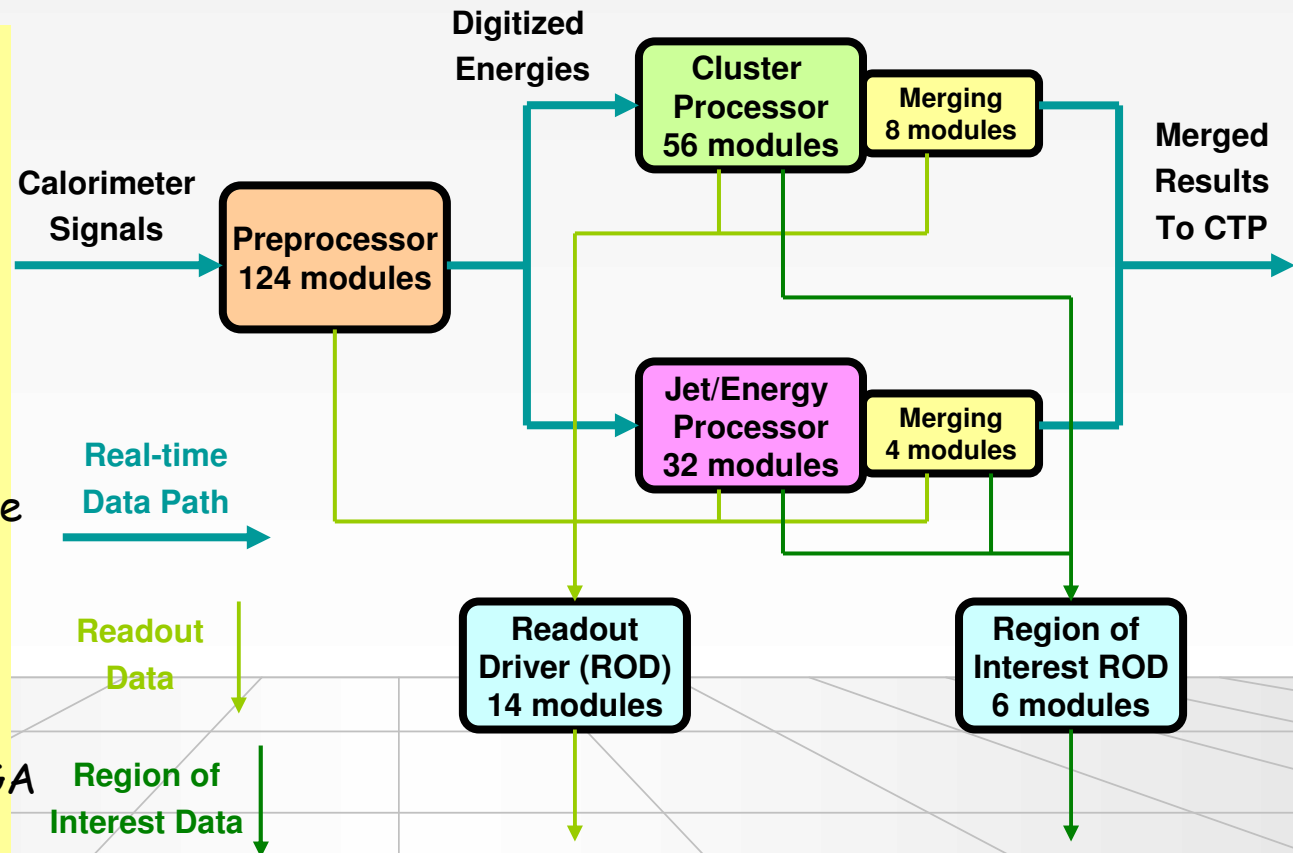 Digitized
Energies
Cluster
Processor
56 modules
Merging
8 modules
Merged
Results
To CTP
Calorimeter
Signals
Preprocessor
124 modules
Jet/Energy
Processor
32 modules
Merging
4 modules
Real-time
Data Path
e
Readout
Data
Readout
Driver (ROD)
14 modules
Region of
Interest ROD
6 modules
Region of
Interest Data